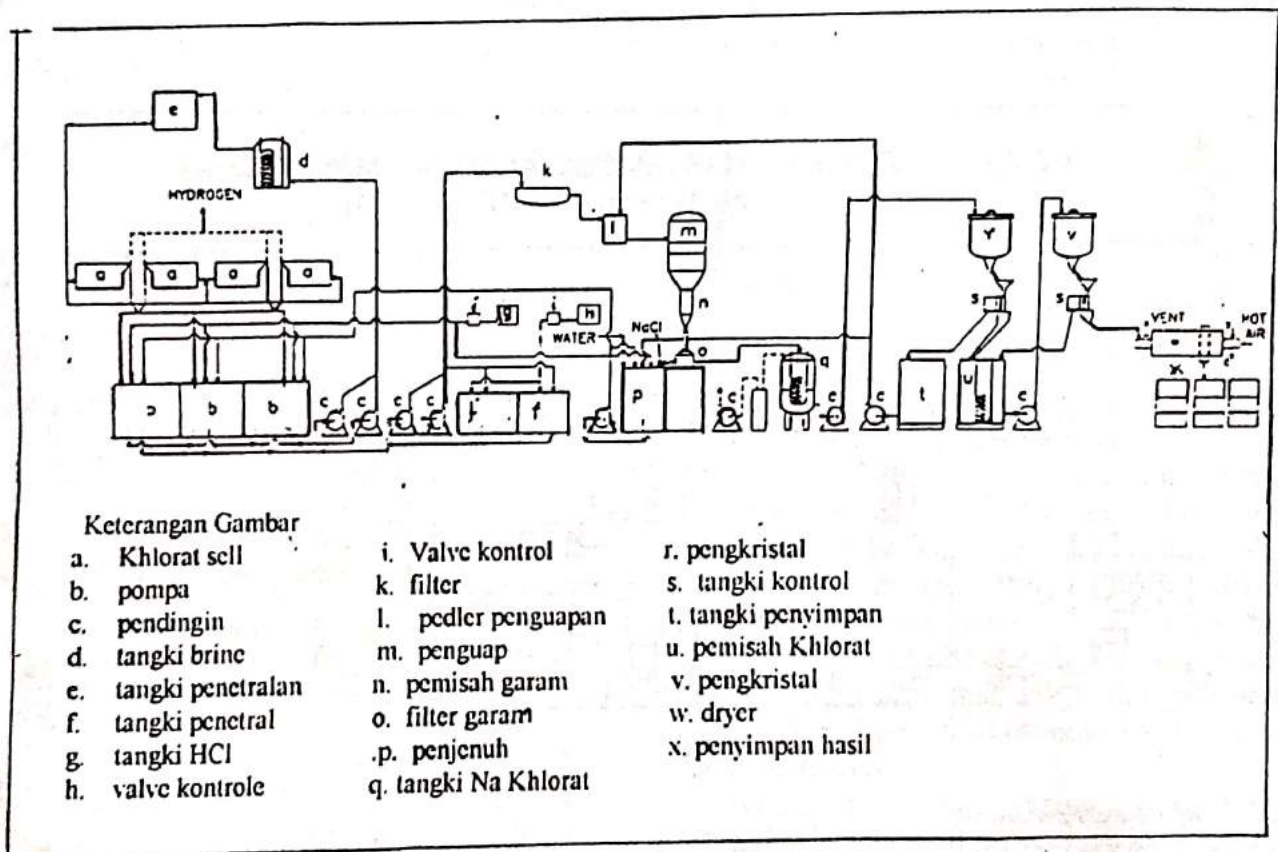 e
d
HYDROGEN
a a a a
k
l
m
n
i g
i h
WATER
NaCl
o
q
r
v
s
s
VENT
HOT
AIR
b b
c c c c
f
c
p
c
c
c
t
u
c
Keterangan Gambar
a. Khlorat sell
b. pompa
c. pendingin
d. tangki brine
e. tangki penetralan
f. tangki penetral
g. tangki HCl
h. valve kontrole
i. Valve kontrol
k. filter
l. pedler penguapan
m. penguap
n. pemisah garam
o. filter garam
.p. penjenuh
q. tangki Na Khlorat
r. pengkristal
s. tangki kontrol
t. tangki penyimpan
u. pemisah Khlorat
v. pengkristal
w. dryer
x. penyimpan hasil